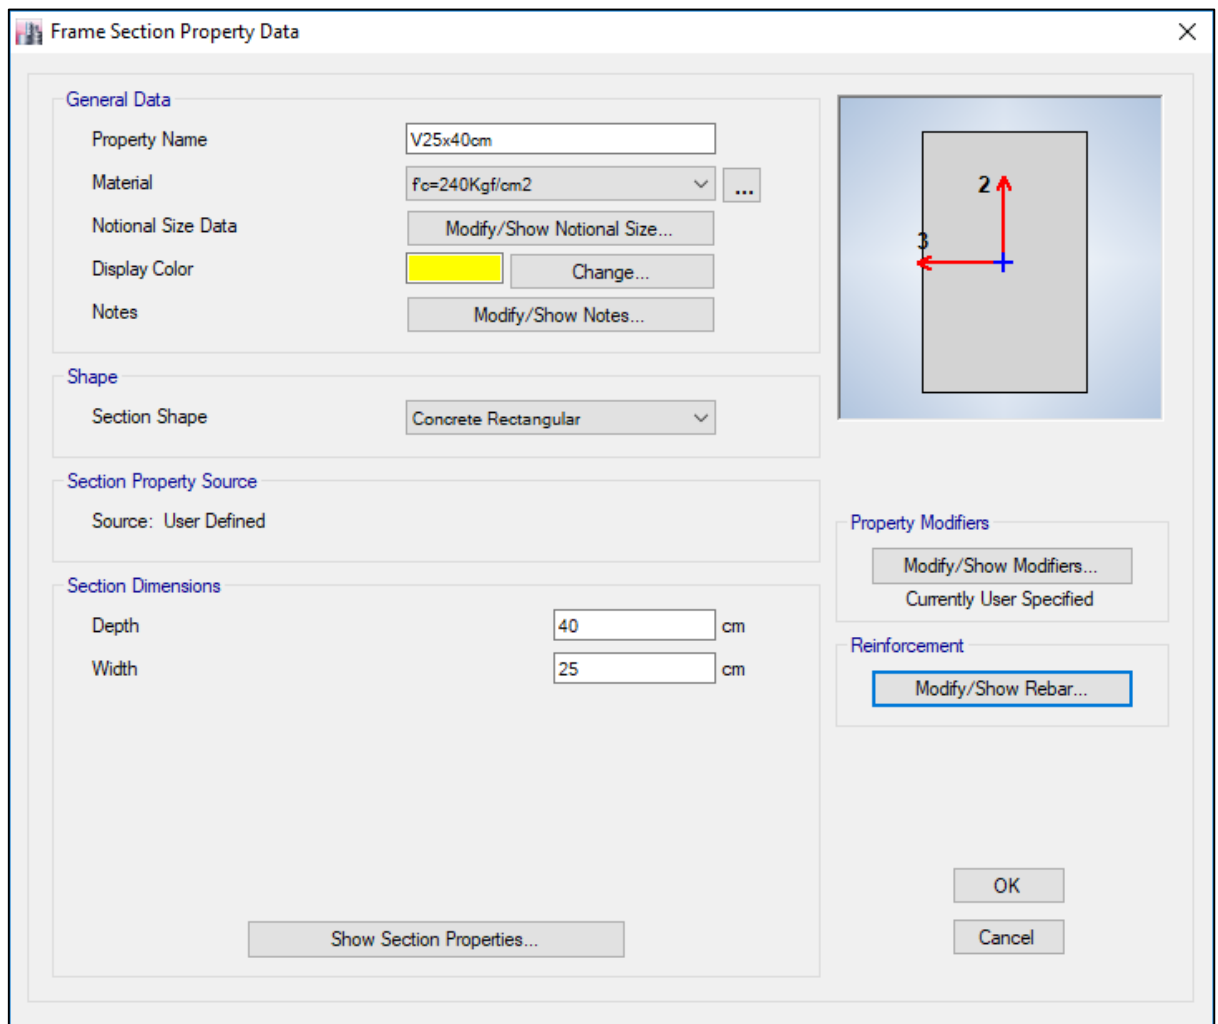 Frame Section Property Data
General Data
Property Name V25x40cm
Material f'c=240Kgf/cm2 ...
Notional Size Data Modify/Show Notional Size...
Display Color Change...
Notes Modify/Show Notes...
2
3
Shape
Section Shape Concrete Rectangular
Section Property Source
Source: User Defined
Property Modifiers
Modify/Show Modifiers...
Currently User Specified
Section Dimensions
Depth 40 cm
Width 25 cm
Reinforcement
Modify/Show Rebar...
Show Section Properties...
OK
Cancel